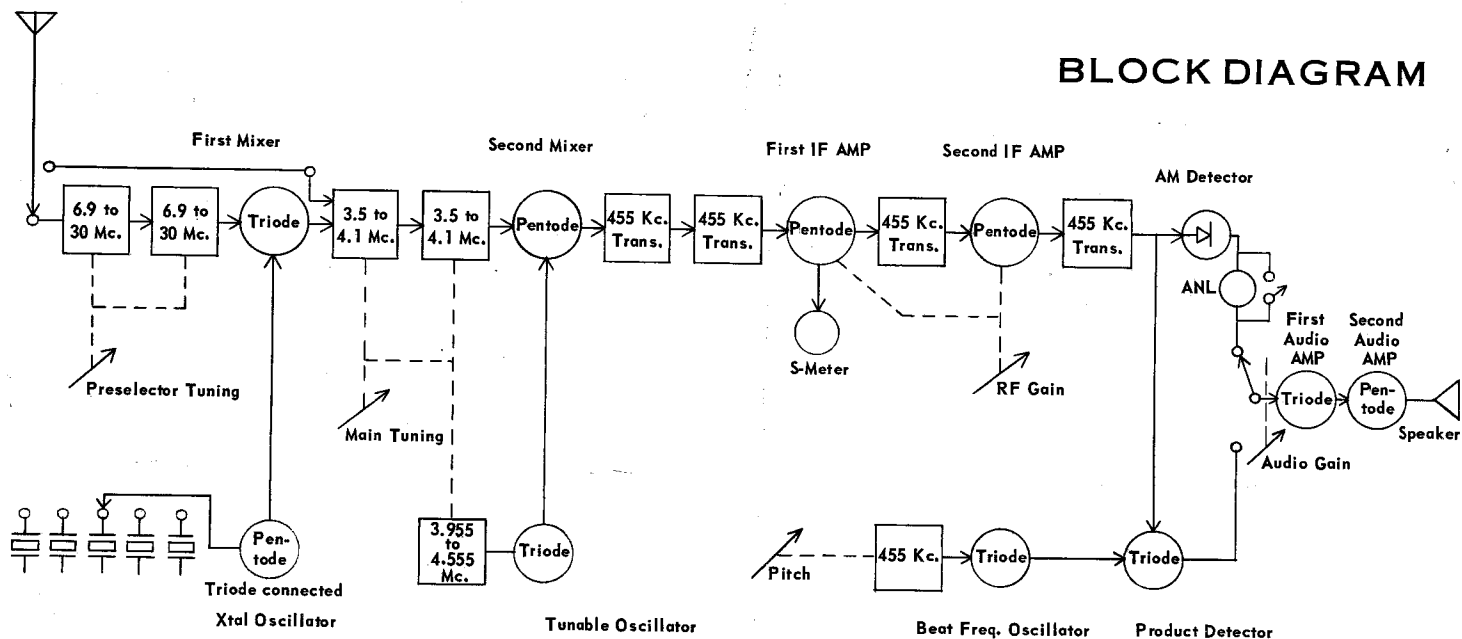 BLOCK DIAGRAM
First Mixer
Second Mixer
First IF AMP
Second IF AMP
AM Detector
6.9 to
30 Mc.
6.9 to
30 Mc.
Triode
3.5 to
4.1 Mc.
3.5 to
4.1 Mc.
Pentode
455 Kc.
Trans.
455 Kc.
Trans.
Pentode
455 Kc.
Trans.
Pentode
455 Kc.
Trans.
ANL
First
Audio
AMP
Second
Audio
AMP
S-Meter
Preselector Tuning
RF Gain
Triode
Pen-
tode
Speaker
Main Tuning
Audio Gain
Pen-
tode
Triode connected
Xtal Oscillator
3.955
to
4.555
Mc.
Triode
Tunable Oscillator
Pitch
455 Kc.
Triode
Beat Freq. Oscillator
Triode
Product Detector